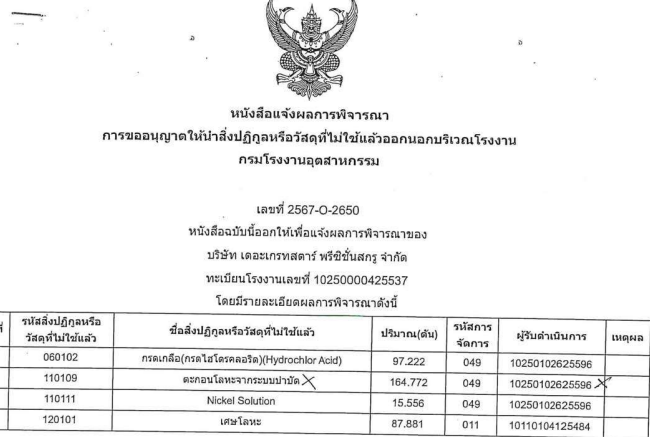 หนังสือแจ้งผลการพิจารณา
การขออนุญาตให้นำสิ่งปฏิกูลหรือวัสดุที่ไม่ใช้แล้วออกนอกบริเวณโรงงาน
กรมโรงงานอุตสาหกรรม
เลขที่ 2567-O-2650
หนังสือฉบับนี้ออกให้เพื่อแจ้งผลการพิจารณาของ
บริษัท เดอะเกรทสตาร์ พรีซิชั่นสกรู จำกัด
ทะเบียนโรงงานเลขที่ 10250000425537
โดยมีรายละเอียดผลการพิจารณาดังนี้
รหัสสิ่งปฏิกูลหรือวัสดุที่ไม่ใช้แล้ว ชื่อสิ่งปฏิกูลหรือวัสดุที่ไม่ใช้แล้ว ปริมาณ(ตัน) รหัสการจัดการ ผู้รับดำเนินการ เหตุผล
060102 กรดเกลือ(กรดไฮโดรคลอริด)(Hydrochlor Acid) 97.222 049 10250102625596
110109 ตะกอนโลหะจากระบบบำบัด 164.772 049 10250102625596
110111 Nickel Solution 15.556 049 10250102625596
120101 เศษโลหะ 87.881 011 10110104125484